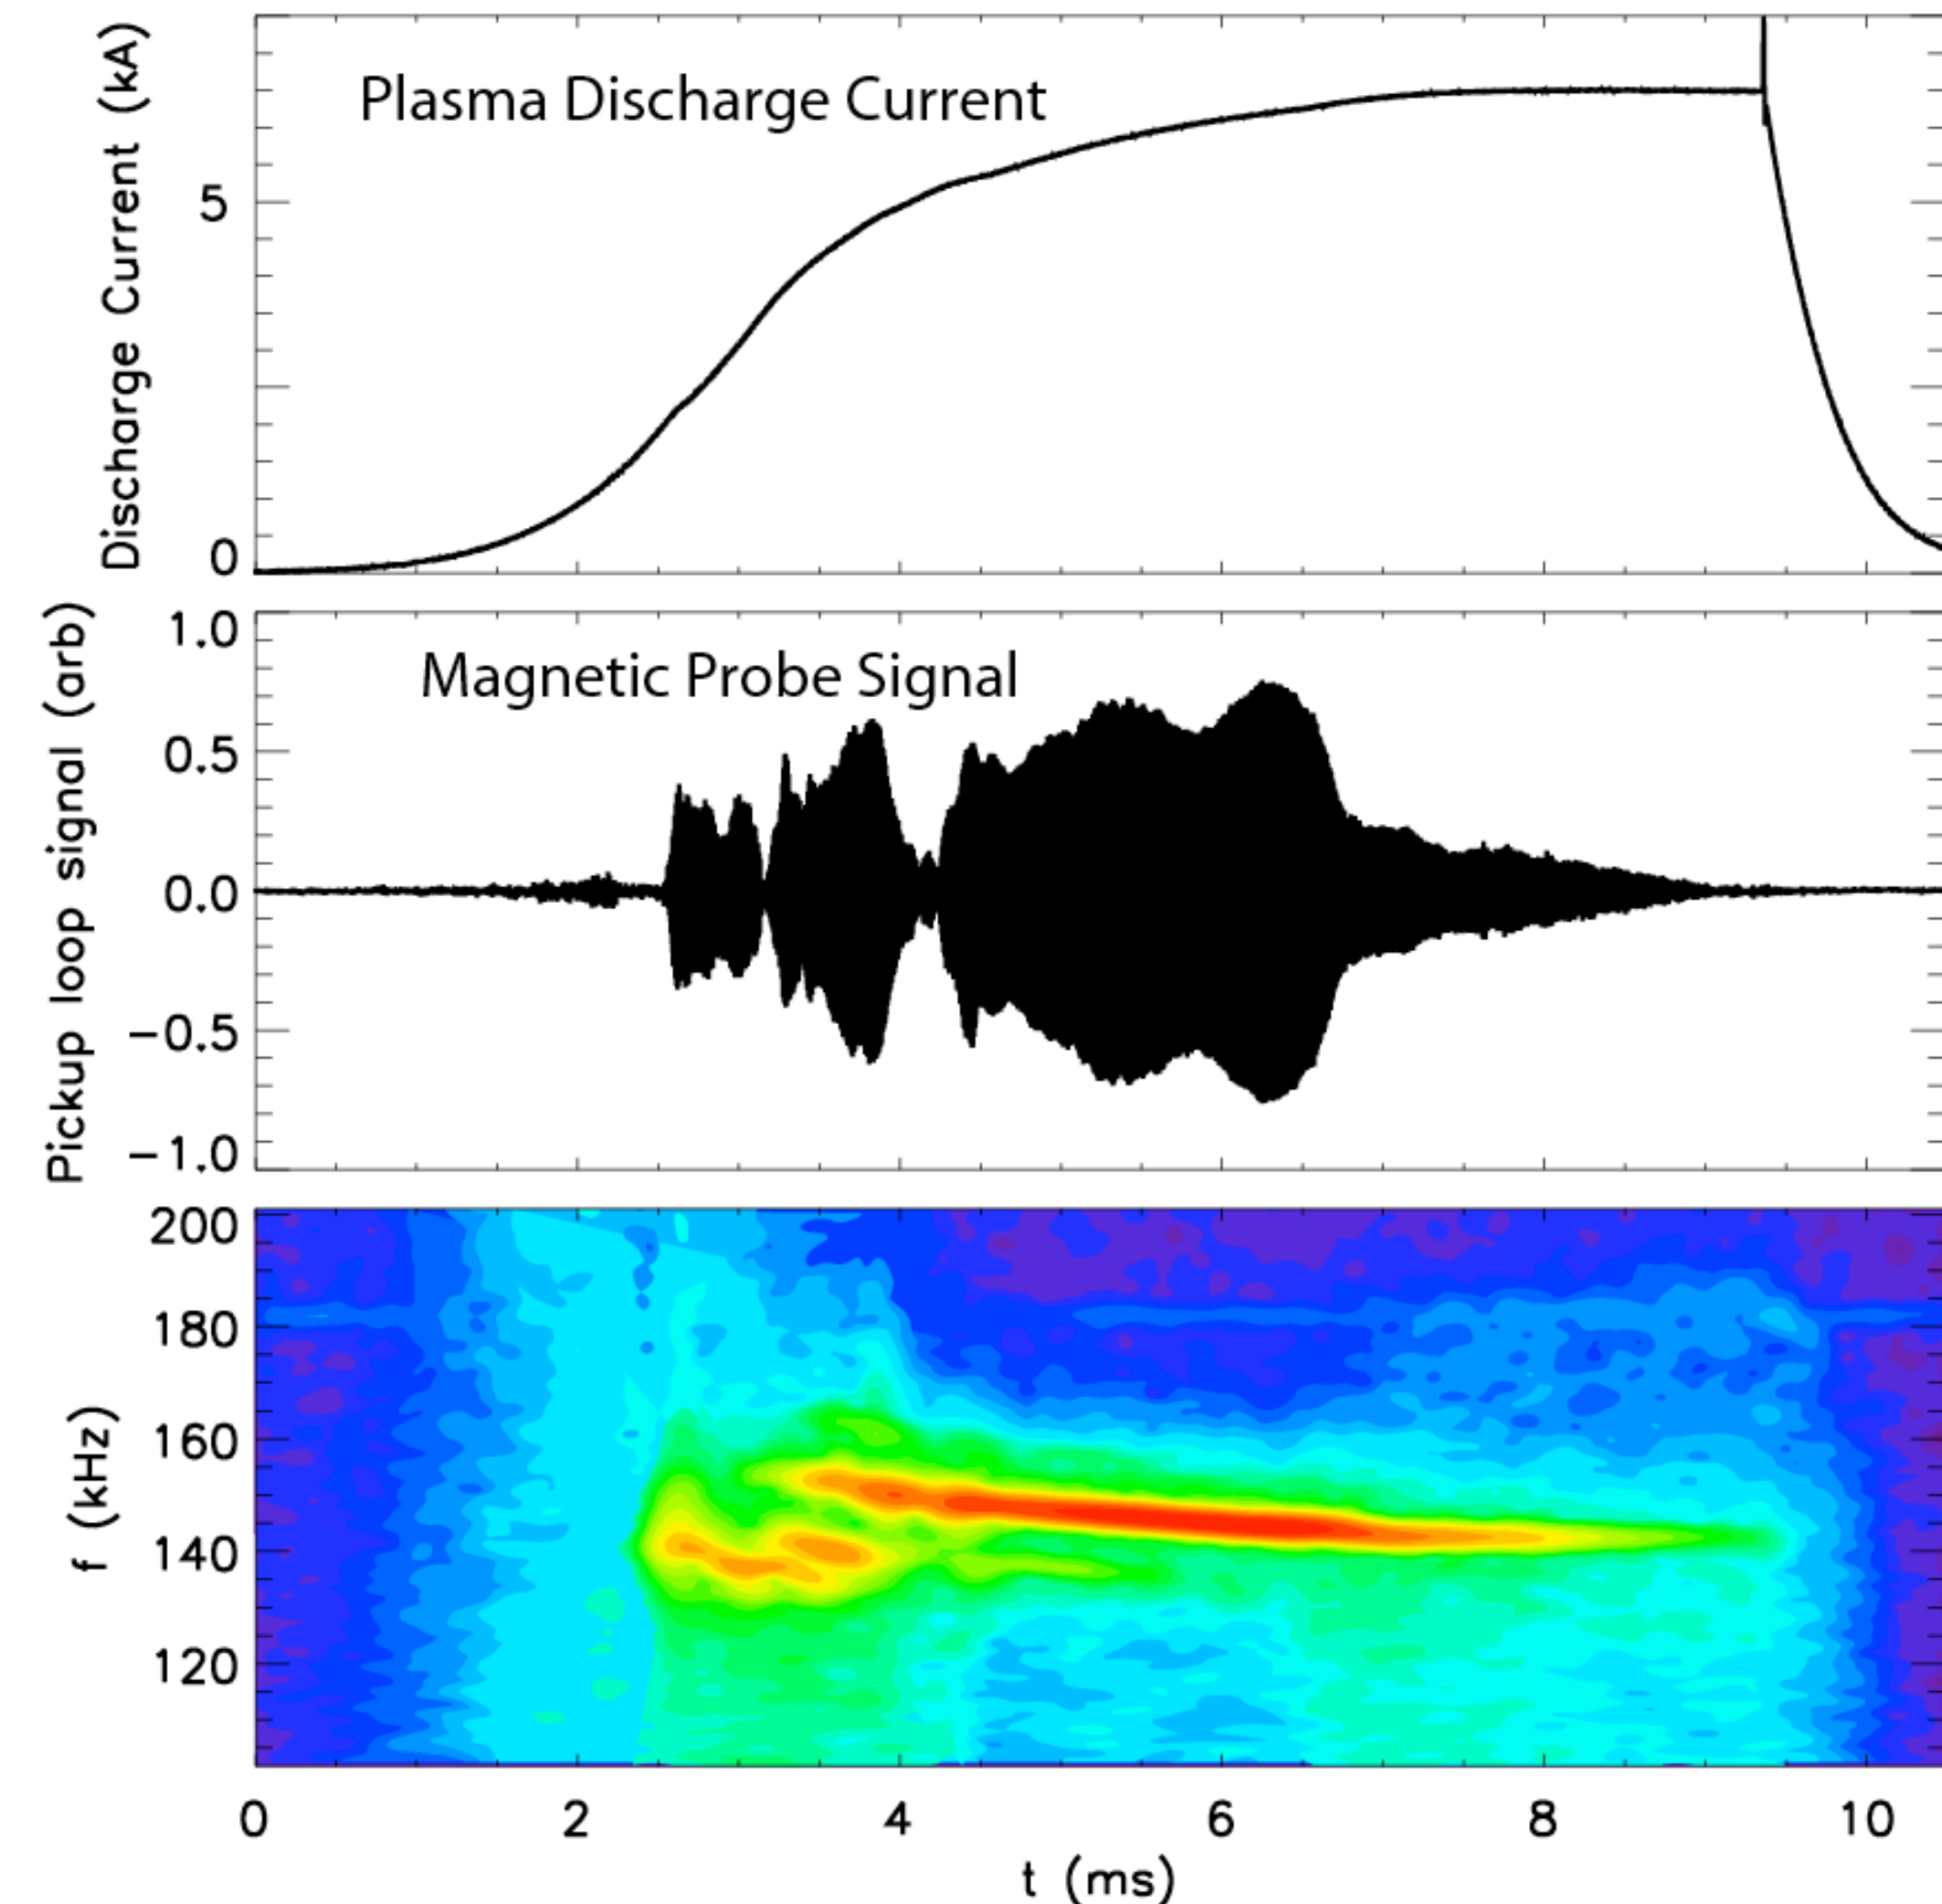 Discharge Current (kA)
Plasma Discharge Current
5
0
Pickup loop signal (arb)
Magnetic Probe Signal
1.0
0.5
0.0
−0.5
−1.0
f (kHz)
200
180
160
140
120
0 2 4 6 8 10
t (ms)